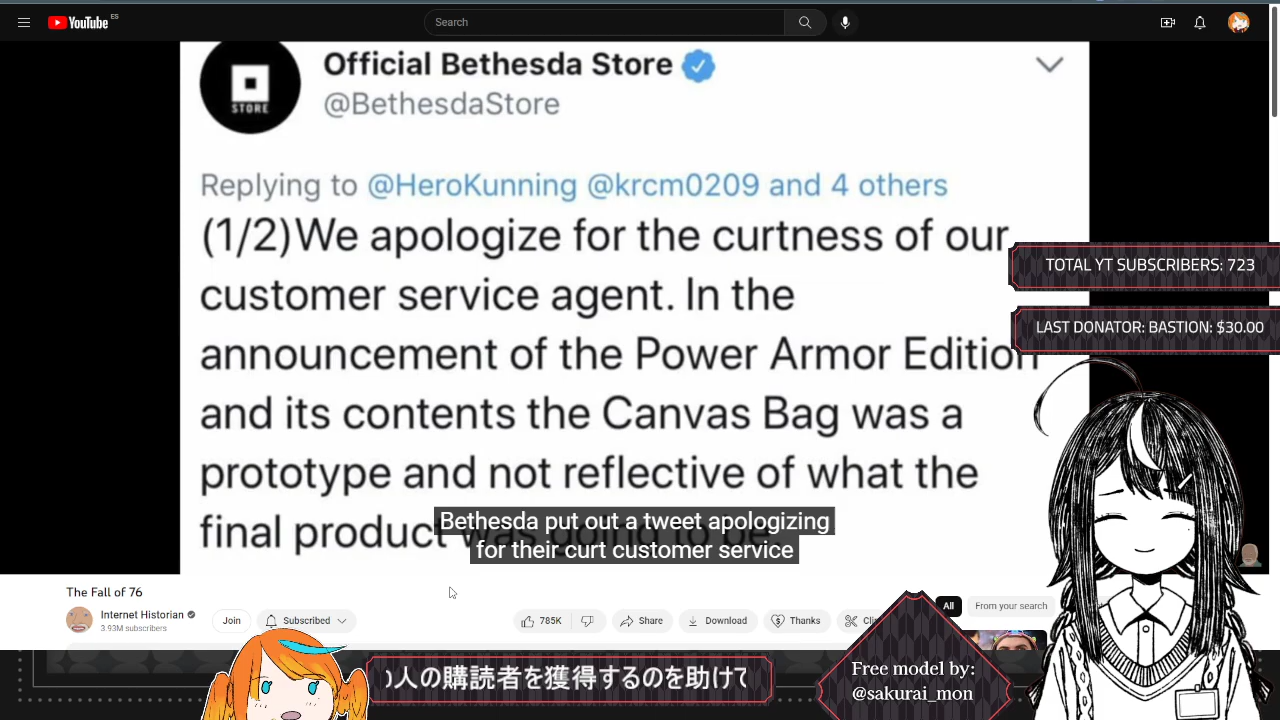 YouTube ES
Search
Official Bethesda Store
STORE
@BethesdaStore
Replying to @HeroKunning @krcm0209 and 4 others
(1/2)We apologize for the curtness of our
customer service agent. In the
announcement of the Power Armor Edition
and its contents the Canvas Bag was a
prototype and not reflective of what the
final product was going to be.
Bethesda put out a tweet apologizing
for their curt customer service
TOTAL YT SUBSCRIBERS: 723
LAST DONATOR: BASTION: $30.00
The Fall of 76
Internet Historian
3.93M subscribers
Join
Subscribed
785K
Share
Download
Thanks
All
From your search
人の購読者を獲得するのを助けて
Free model by:
@sakurai_mon